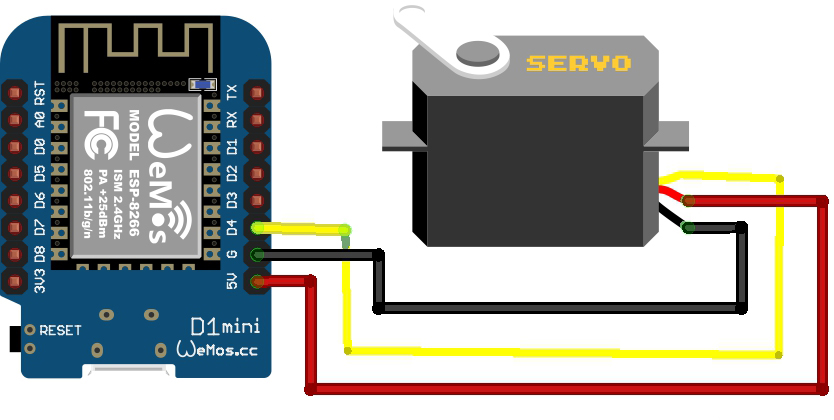 RST
A0
D0
D5
D6
D7
D8
3V3
TX
RX
D1
D2
D3
D4
G
5V
WeMos
MODEL ESP-8266
ISM 2.4GHz
PA +25dBm
802.11b/g/n
FC
RESET
D1mini
WeMos.cc
SERVO